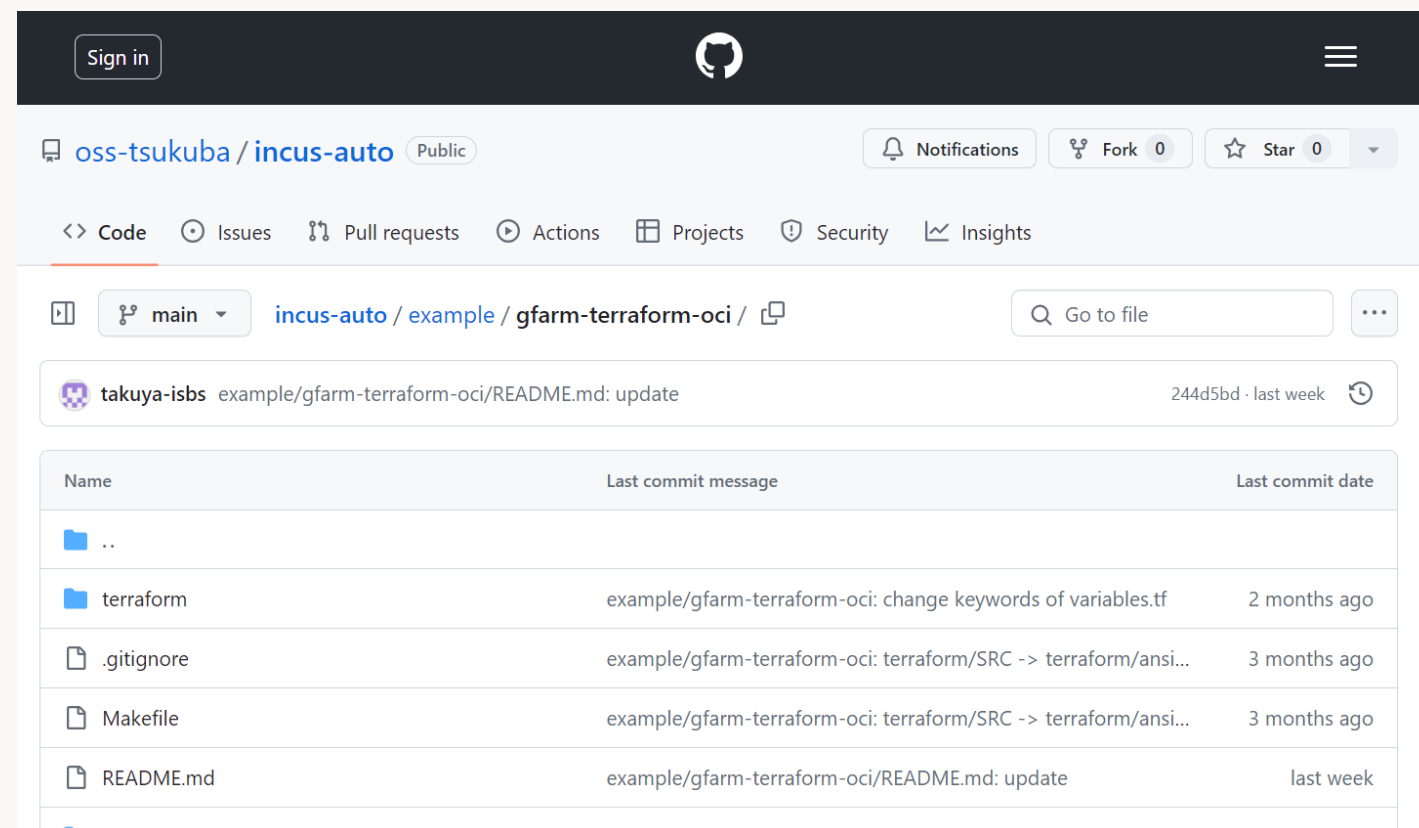 Sign in
oss-tsukuba / incus-auto Public Notifications Fork 0 Star 0
Code Issues Pull requests Actions Projects Security Insights
main incus-auto / example / gfarm-terraform-oci / Go to file
takuya-isbs example/gfarm-terraform-oci/README.md: update 244d5bd · last week
Name Last commit message Last commit date
..
terraform example/gfarm-terraform-oci: change keywords of variables.tf 2 months ago
.gitignore example/gfarm-terraform-oci: terraform/SRC -> terraform/ansi... 3 months ago
Makefile example/gfarm-terraform-oci: terraform/SRC -> terraform/ansi... 3 months ago
README.md example/gfarm-terraform-oci/README.md: update last week